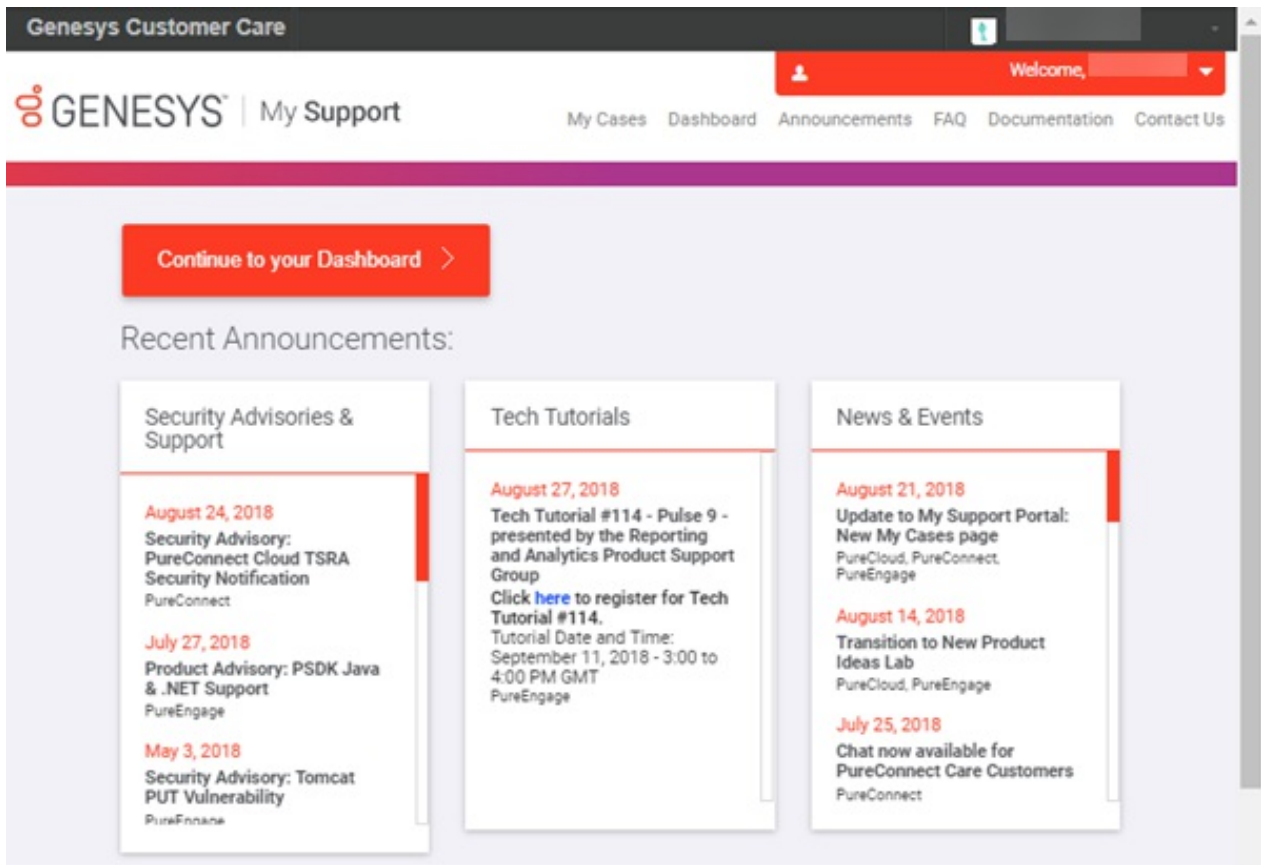 Genesys Customer Care
Welcome,
GENESYS™ | My Support
My Cases Dashboard Announcements FAQ Documentation Contact Us
Continue to your Dashboard >
Recent Announcements:
Security Advisories &
Support
August 24, 2018
Security Advisory:
PureConnect Cloud TSRA
Security Notification
PureConnect
July 27, 2018
Product Advisory: PSDK Java
& .NET Support
PureEngage
May 3, 2018
Security Advisory: Tomcat
PUT Vulnerability
PureEngage
Tech Tutorials
August 27, 2018
Tech Tutorial #114 - Pulse 9 -
presented by the Reporting
and Analytics Product Support
Group
Click here to register for Tech
Tutorial #114.
Tutorial Date and Time:
September 11, 2018 - 3:00 to
4:00 PM GMT
PureEngage
News & Events
August 21, 2018
Update to My Support Portal:
New My Cases page
PureCloud, PureConnect,
PureEngage
August 14, 2018
Transition to New Product
Ideas Lab
PureCloud, PureEngage
July 25, 2018
Chat now available for
PureConnect Care Customers
PureConnect